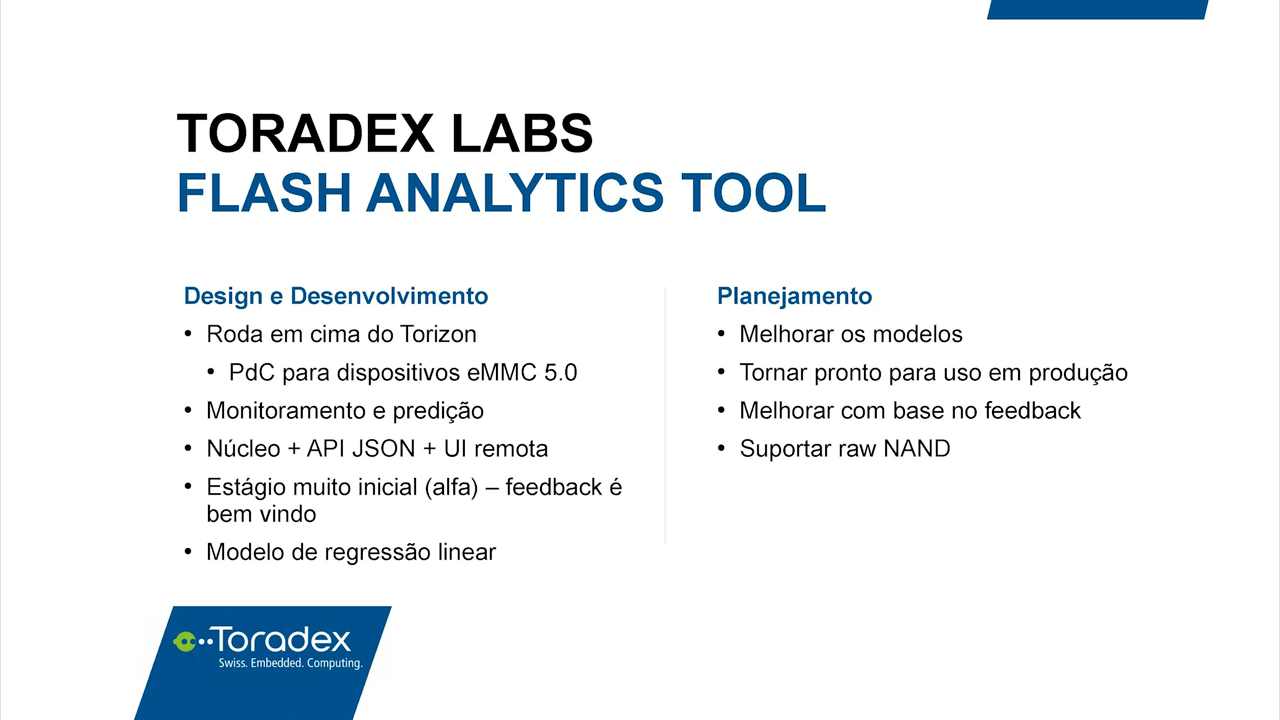 TORADEX LABS
FLASH ANALYTICS TOOL
Design e Desenvolvimento
• Roda em cima do Torizon
• PdC para dispositivos eMMC 5.0
• Monitoramento e predição
• Núcleo + API JSON + UI remota
• Estágio muito inicial (alfa) – feedback é
bem vindo
• Modelo de regressão linear
Planejamento
• Melhorar os modelos
• Tornar pronto para uso em produção
• Melhorar com base no feedback
• Suportar raw NAND
Toradex
Swiss. Embedded. Computing.